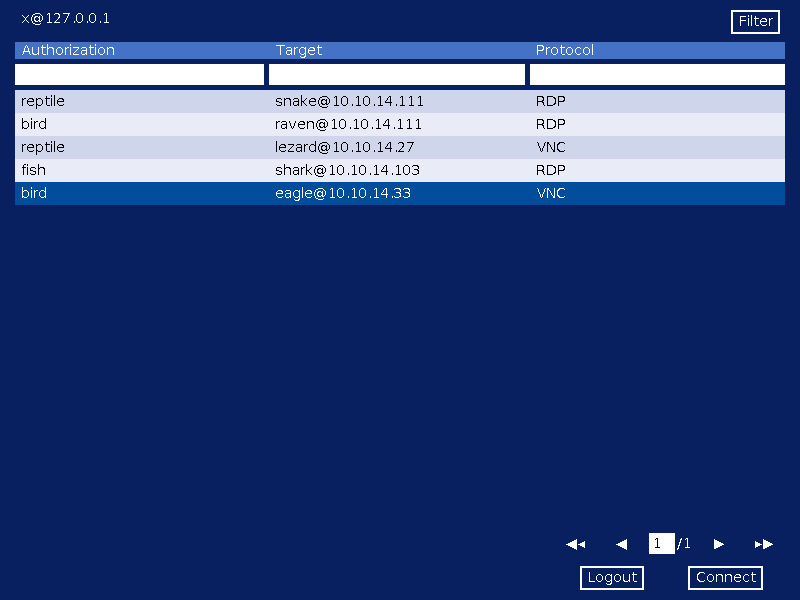 x@127.0.0.1
Filter
Authorization Target Protocol
reptile snake@10.10.14.111 RDP
bird raven@10.10.14.111 RDP
reptile lezard@10.10.14.27 VNC
fish shark@10.10.14.103 RDP
bird eagle@10.10.14.33 VNC
1 /1
Logout Connect